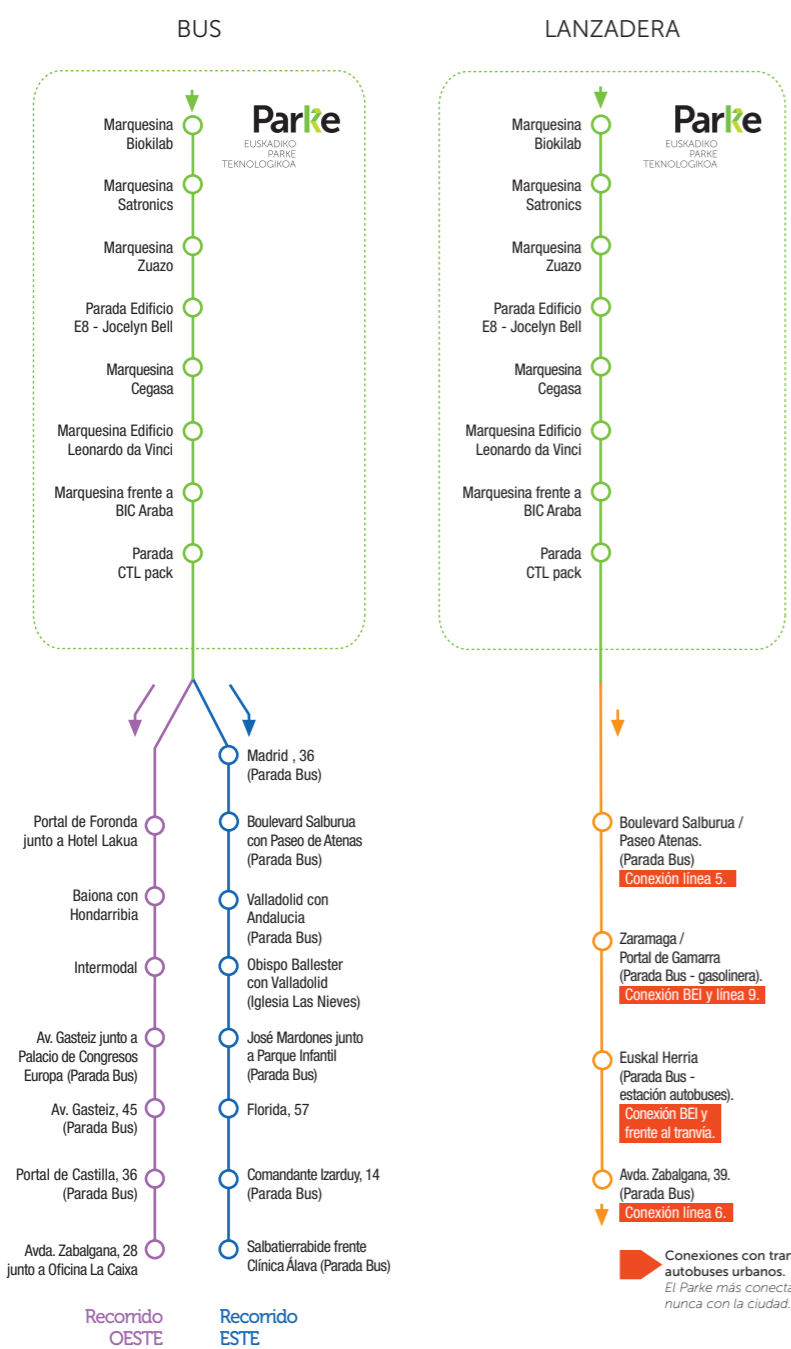 BUS
Parke
EUSKADIKO
PARKE
TEKNOLOGIKOA
Marquesina
Biokilab
Marquesina
Satronics
Marquesina
Zuazo
Parada Edificio
E8 - Jocelyn Bell
Marquesina
Cegasa
Marquesina Edificio
Leonardo da Vinci
Marquesina frente a
BIC Araba
Parada
CTL pack
Portal de Foronda
junto a Hotel Lakua
Baiona con
Hondarribia
Intermodal
Av. Gasteiz junto a
Palacio de Congresos
Europa (Parada Bus)
Av. Gasteiz, 45
(Parada Bus)
Portal de Castilla, 36
(Parada Bus)
Avda. Zabalgana, 28
junto a Oficina La Caixa
Recorrido
OESTE
Madrid , 36
(Parada Bus)
Boulevard Salburua
con Paseo de Atenas
(Parada Bus)
Valladolid con
Andalucia
(Parada Bus)
Obispo Ballester
con Valladolid
(Iglesia Las Nieves)
José Mardones junto
a Parque Infantil
(Parada Bus)
Florida, 57
Comandante Izarduy, 14
(Parada Bus)
Salbatierrabide frente
Clínica Álava (Parada Bus)
Recorrido
ESTE
LANZADERA
Parke
EUSKADIKO
PARKE
TEKNOLOGIKOA
Marquesina
Biokilab
Marquesina
Satronics
Marquesina
Zuazo
Parada Edificio
E8 - Jocelyn Bell
Marquesina
Cegasa
Marquesina Edificio
Leonardo da Vinci
Marquesina frente a
BIC Araba
Parada
CTL pack
Boulevard Salburua /
Paseo Atenas.
(Parada Bus)
Conexión línea 5.
Zaramaga /
Portal de Gamarra
(Parada Bus - gasolinera).
Conexión BEI y línea 9.
Euskal Herria
(Parada Bus -
estación autobuses).
Conexión BEI y
frente al tranvía.
Avda. Zabalgana, 39.
(Parada Bus)
Conexión línea 6.
Conexiones con
autobuses urbanos.
El Parke más
nunca con la ciudad.